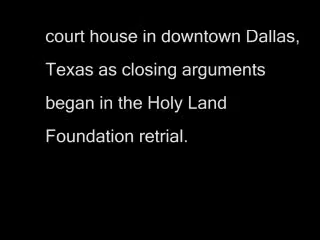 court house in downtown Dallas,
Texas as closing arguments
began in the Holy Land
Foundation retrial.